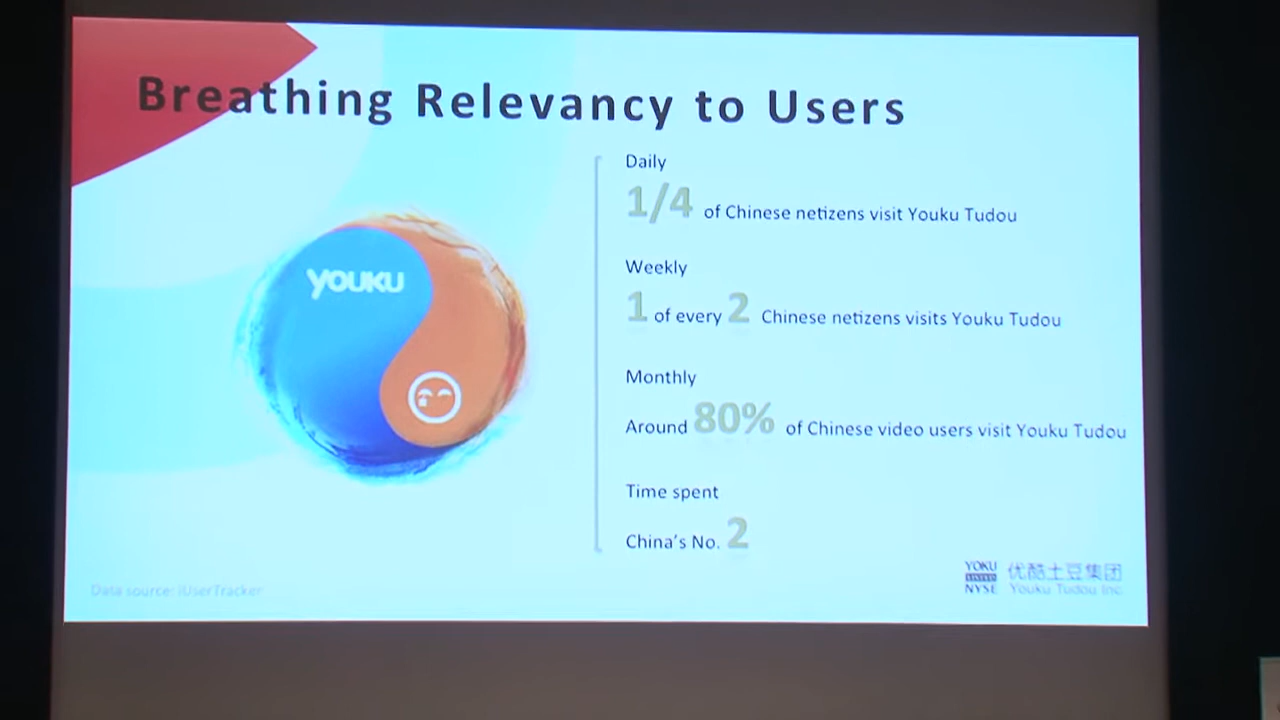 Breathing Relevancy to Users
YOUKU
Daily
1/4 of Chinese netizens visit Youku Tudou
Weekly
1 of every 2 Chinese netizens visits Youku Tudou
Monthly
Around 80% of Chinese video users visit Youku Tudou
Time spent
China's No. 2
Data source: iUserTracker
YOKU
LISTED
NYSE
优酷土豆集团
Youku Tudou Inc